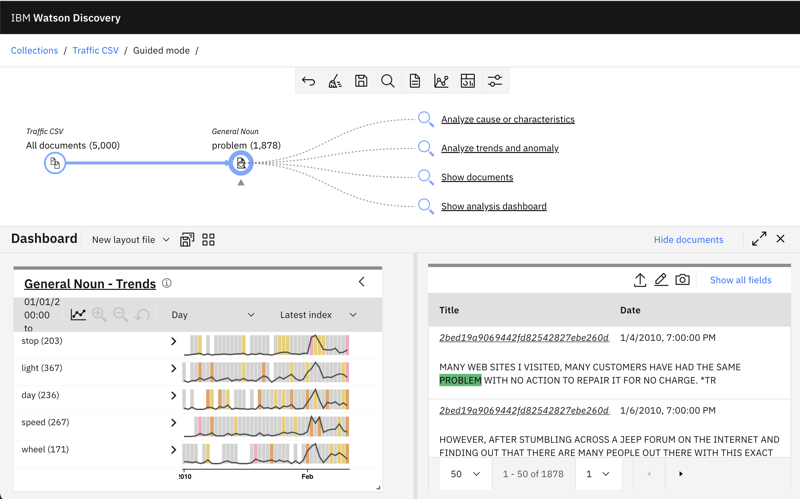 IBM Watson Discovery
Collections / Traffic CSV / Guided mode /
Traffic CSV
All documents (5,000)
General Noun
problem (1,878)
Analyze cause or characteristics
Analyze trends and anomaly
Show documents
Show analysis dashboard
Dashboard
New layout file
Hide documents
General Noun - Trends
01/01/2
00:00
to
Day
Latest index
stop (203)
light (367)
day (236)
speed (267)
wheel (171)
2010
Feb
Show all fields
Title
Date
2bed19a9069442fd82542827ebe260d.
1/4/2010, 7:00:00 PM
MANY WEB SITES I VISITED, MANY CUSTOMERS HAVE HAD THE SAME
PROBLEM WITH NO ACTION TO REPAIR IT FOR NO CHARGE. *TR
2bed19a9069442fd82542827ebe260d.
1/6/2010, 7:00:00 PM
HOWEVER, AFTER STUMBLING ACROSS A JEEP FORUM ON THE INTERNET AND
FINDING OUT THAT THERE ARE MANY PEOPLE OUT THERE WITH THIS EXACT
50
1 - 50 of 1878
1